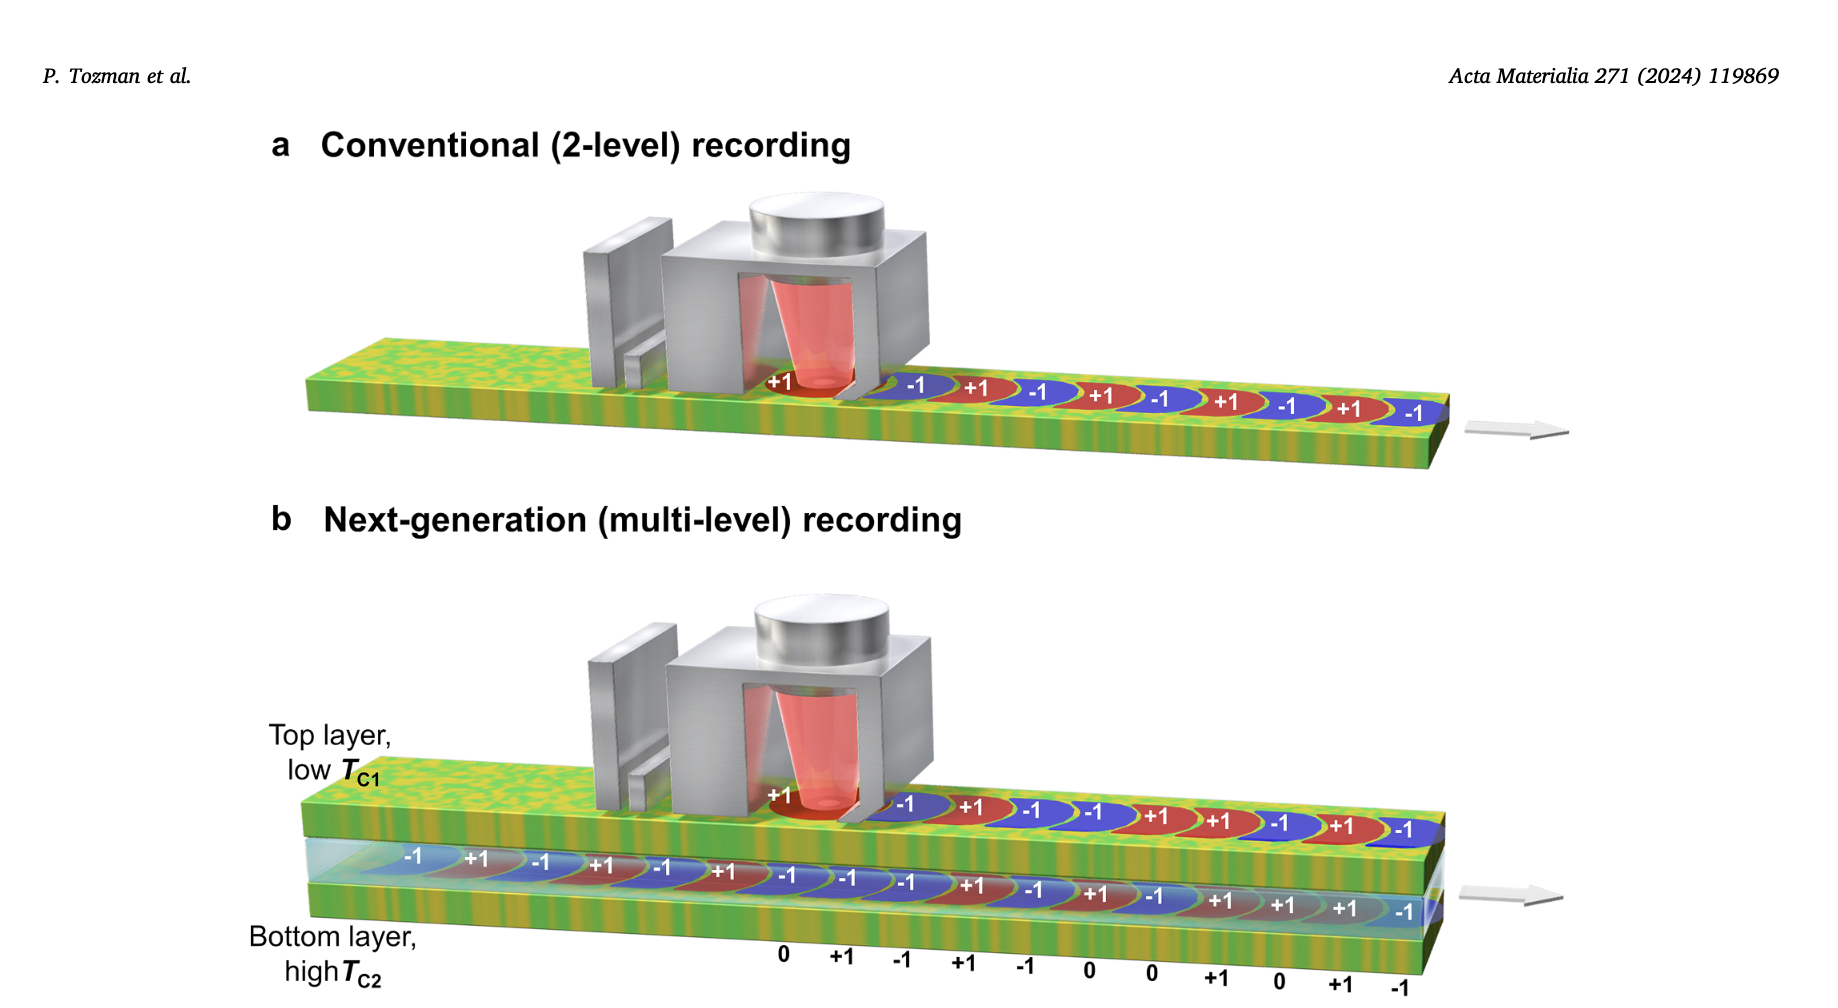 P. Tozman et al.
Acta Materialia 271 (2024) 119869
a Conventional (2-level) recording
+1 -1 +1 -1 +1 -1 +1 -1 +1 -1
b Next-generation (multi-level) recording
Top layer,
low TC1
+1 -1 +1 -1 -1 +1 +1 -1 +1 -1
-1 +1 -1 +1 -1 +1 -1 -1 -1 +1 -1 +1 -1 +1 +1 +1 -1
Bottom layer,
high TC2
0 +1 -1 +1 -1 0 0 +1 0 +1 -1